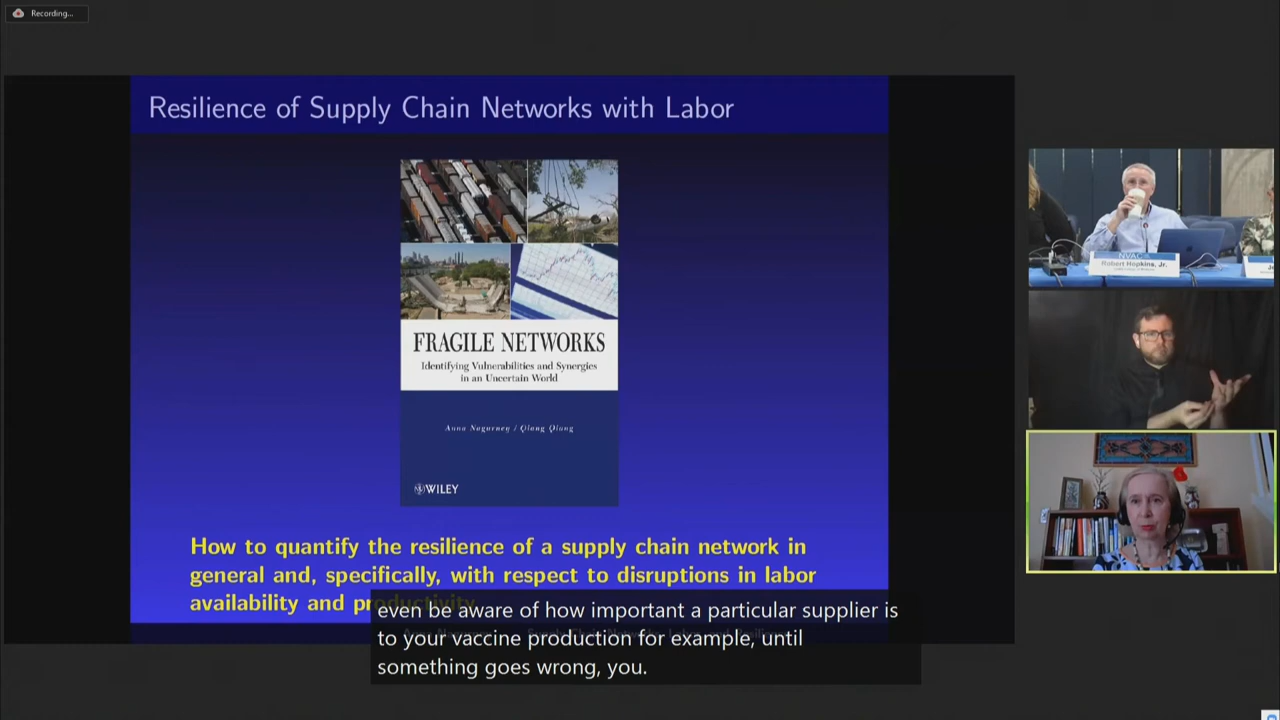 Recording...
Resilience of Supply Chain Networks with Labor
FRAGILE NETWORKS
Identifying Vulnerabilities and Synergies
in an Uncertain World
Anna Nagurney / Qiang Qiang
WILEY
How to quantify the resilience of a supply chain network in
general and, specifically, with respect to disruptions in labor
availability and productivity
even be aware of how important a particular supplier is
to your vaccine production for example, until
something goes wrong, you.
NVAC
Robert Hopkins, Jr.